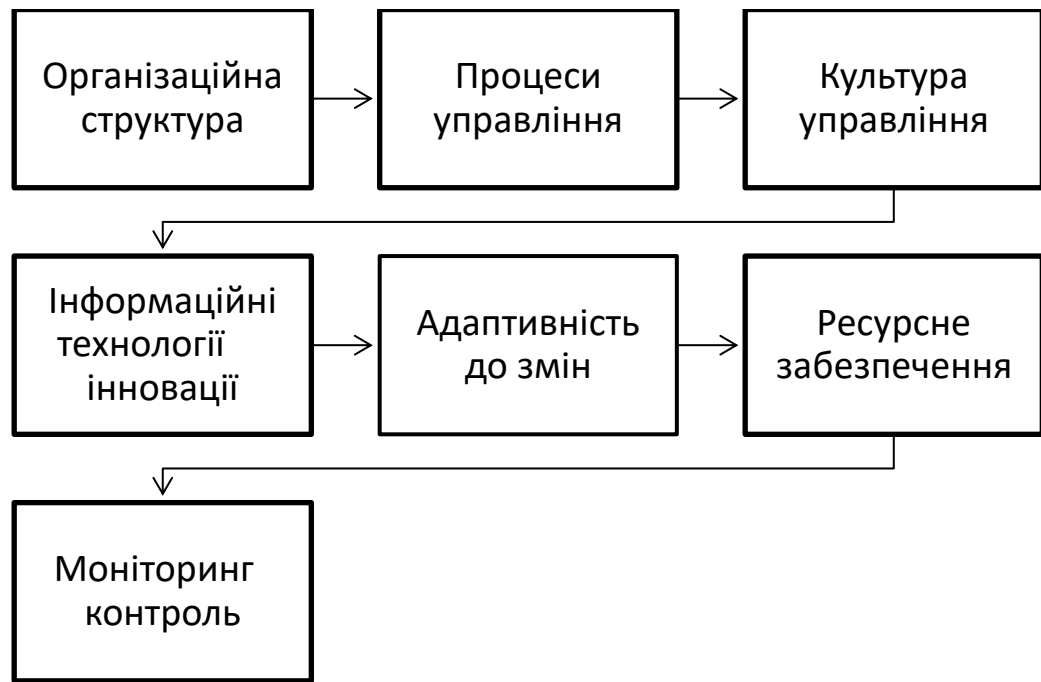 Організаційна
структура
Процеси
управління
Культура
управління
Інформаційні
технології
інновації
Адаптивність
до змін
Ресурсне
забезпечення
Моніторинг
контроль